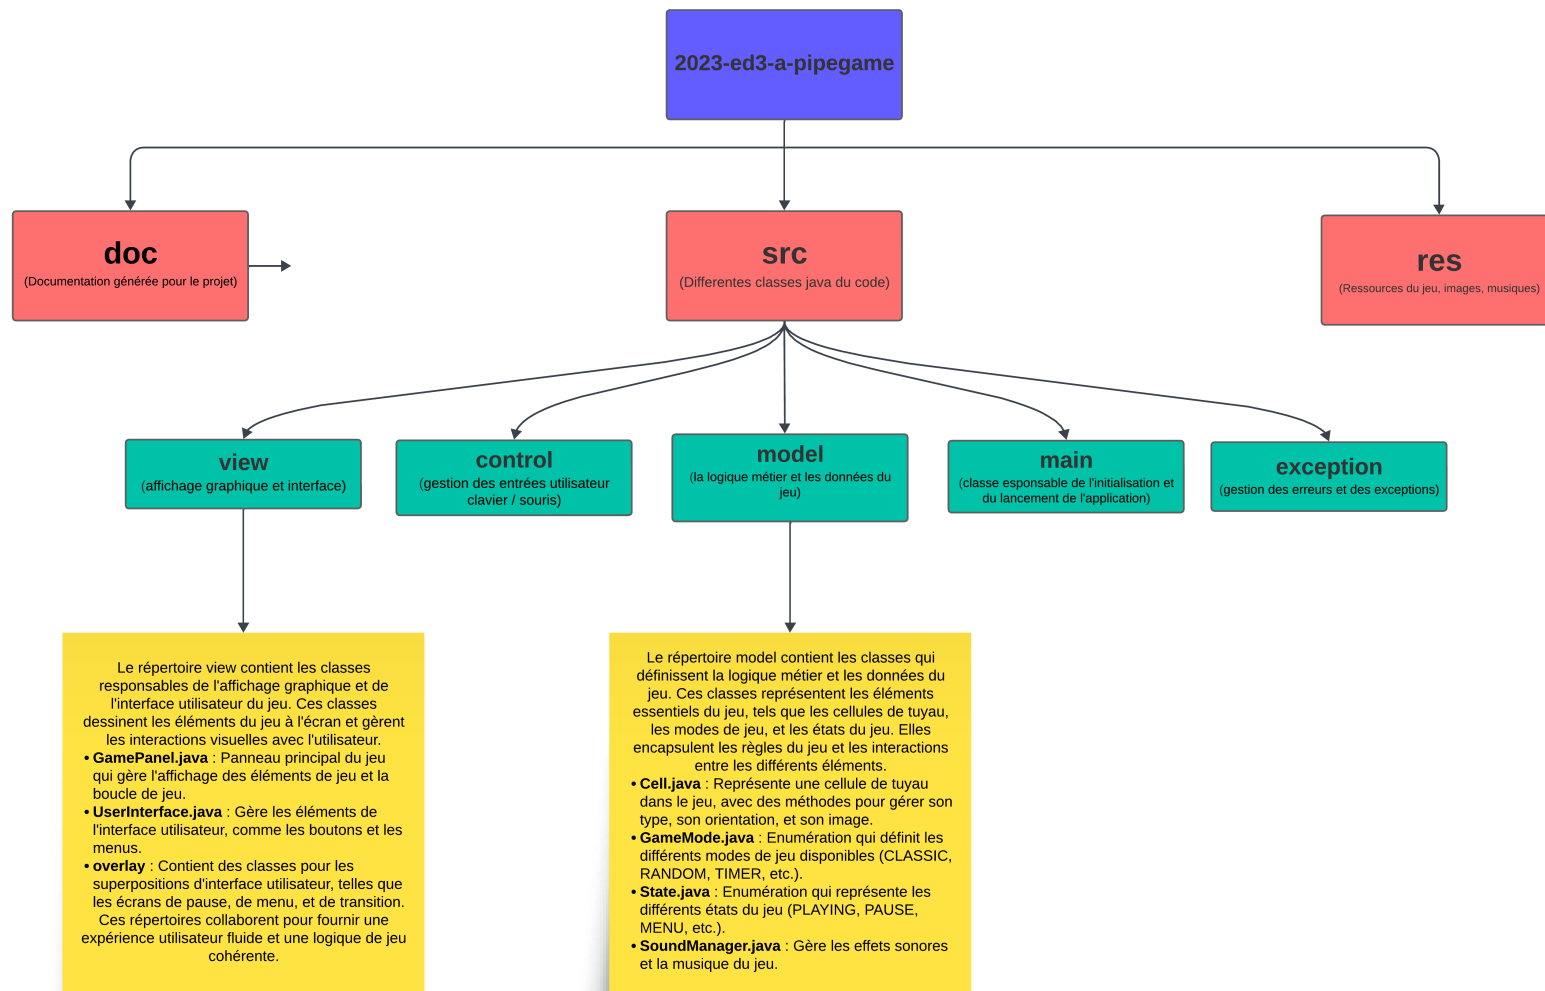 2023-ed3-a-pipegame
doc
(Documentation générée pour le projet)
src
(Differentes classes java du code)
res
(Ressources du jeu, images, musiques)
view
(affichage graphique et interface)
control
(gestion des entrées utilisateur
clavier / souris)
model
(la logique métier et les données du
jeu)
main
(classe esponsable de l'initialisation et
du lancement de l'application)
exception
(gestion des erreurs et des exceptions)
Le répertoire view contient les classes
responsables de l'affichage graphique et de
l'interface utilisateur du jeu. Ces classes
dessinent les éléments du jeu à l'écran et gèrent
les interactions visuelles avec l'utilisateur.
• GamePanel.java : Panneau principal du jeu
qui gère l'affichage des éléments de jeu et la
boucle de jeu.
• UserInterface.java : Gère les éléments de
l'interface utilisateur, comme les boutons et les
menus.
• overlay : Contient des classes pour les
superpositions d'interface utilisateur, telles que
les écrans de pause, de menu, et de transition.
Ces répertoires collaborent pour fournir une
expérience utilisateur fluide et une logique de jeu
cohérente.
Le répertoire model contient les classes qui
définissent la logique métier et les données du
jeu. Ces classes représentent les éléments
essentiels du jeu, tels que les cellules de tuyau,
les modes de jeu, et les états du jeu. Elles
encapsulent les règles du jeu et les interactions
entre les différents éléments.
• Cell.java : Représente une cellule de tuyau
dans le jeu, avec des méthodes pour gérer son
type, son orientation, et son image.
• GameMode.java : Enumération qui définit les
différents modes de jeu disponibles (CLASSIC,
RANDOM, TIMER, etc.).
• State.java : Enumération qui représente les
différents états du jeu (PLAYING, PAUSE,
MENU, etc.).
• SoundManager.java : Gère les effets sonores
et la musique du jeu.